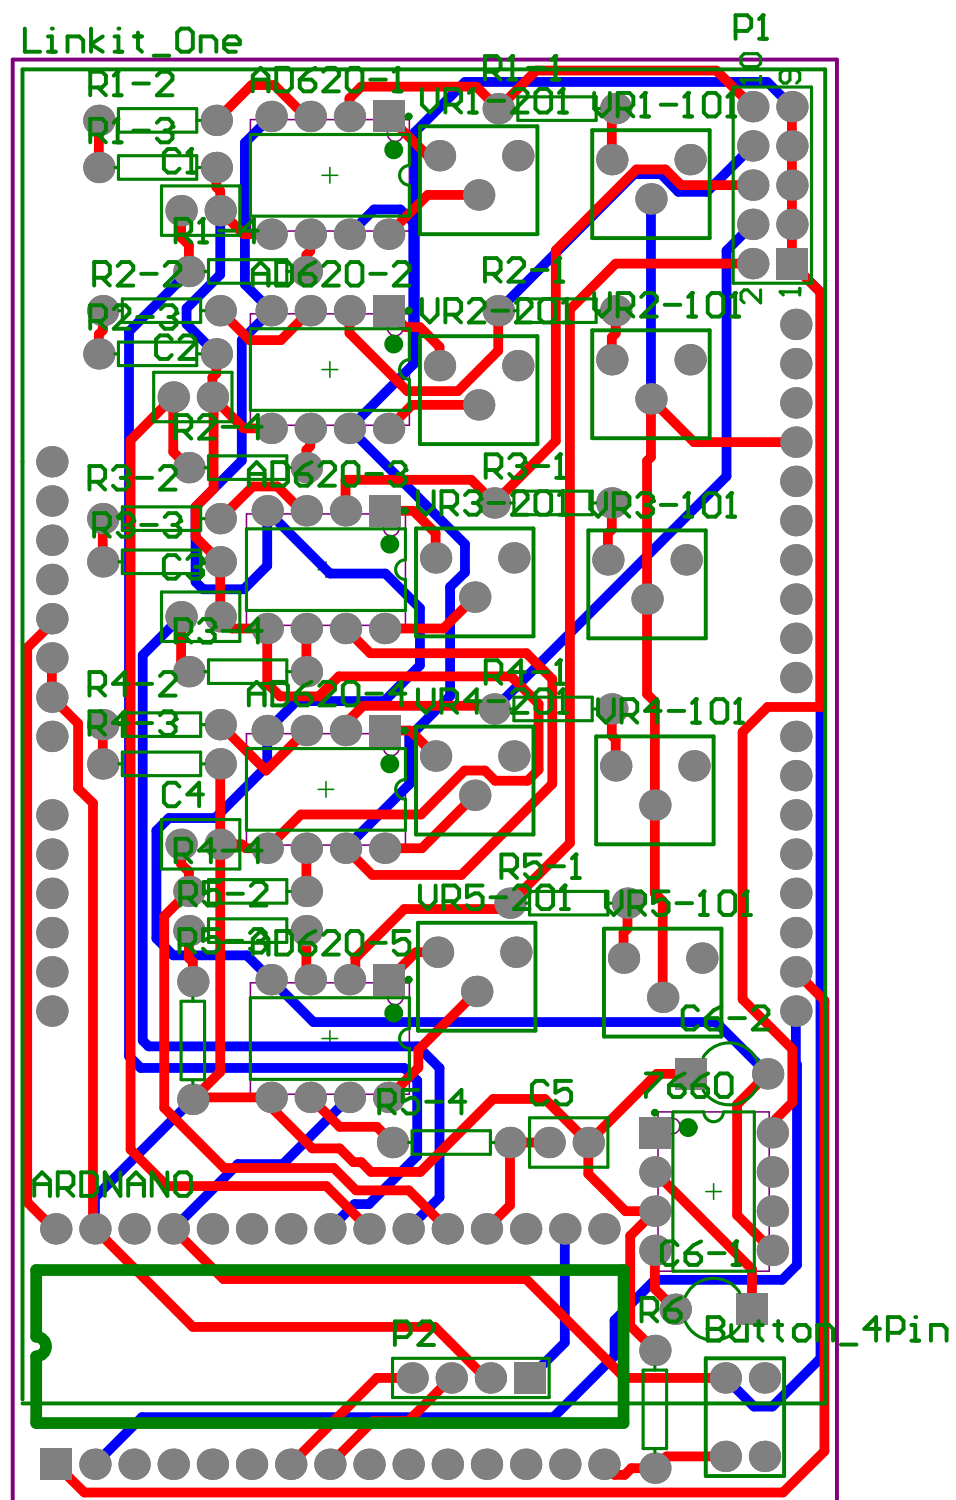 Linkit_One
P1
R1-2
AD620-1
R1-1
10
9
VR1-201
VR1-101
R1-3
C1
R1-4
R2-2
AD620-2
R2-1
2
1
R2-3
VR2-201
VR2-101
C2
R2-4
R3-2
AD620-3
R3-1
VR3-201
VR3-101
R3-3
C3
R3-4
R4-2
AD620-4
R4-1
VR4-201
VR4-101
R4-3
C4
R4-4
R5-1
R5-2
VR5-201
VR5-101
R5-3
AD620-5
C6-2
7660
R5-4
C5
ARDNANO
C6-1
R6
P2
Button_4Pin